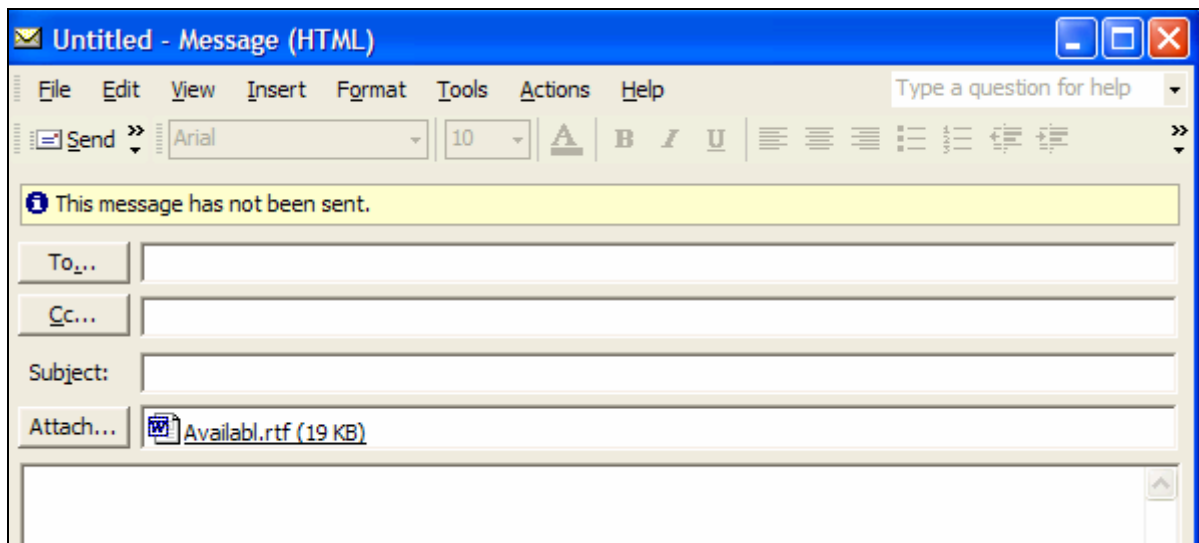 Untitled - Message (HTML)
File Edit View Insert Format Tools Actions Help Type a question for help
Send Arial 10 A B I U
This message has not been sent.
To...
Cc...
Subject:
Attach... Availabl.rtf (19 KB)